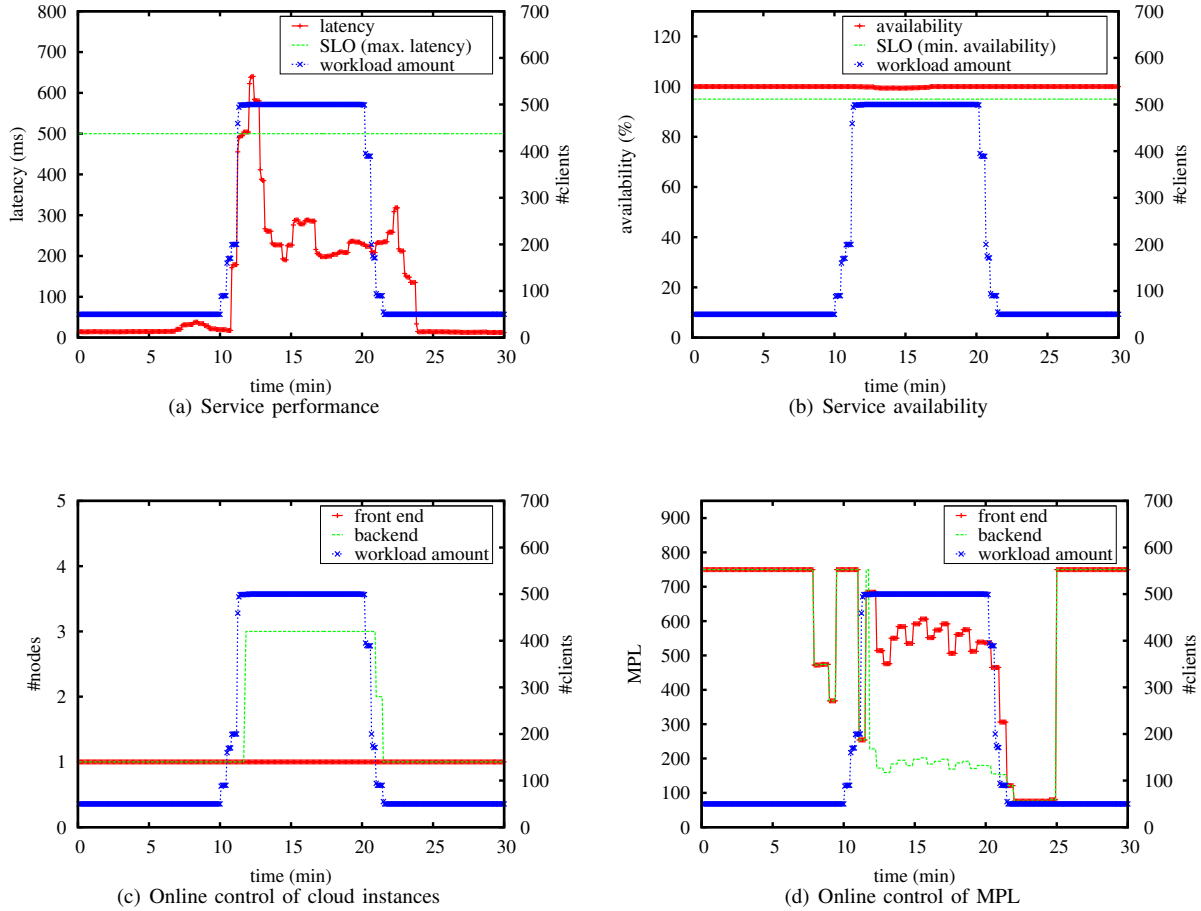 latency
SLO (max. latency)
workload amount
800
700
600
500
400
300
200
100
0
latency (ms)
700
600
500
400
300
200
100
0
#clients
0 5 10 15 20 25 30
time (min)
(a) Service performance
availability
SLO (min. availability)
workload amount
120
100
80
60
40
20
0
availability (%)
700
600
500
400
300
200
100
0
#clients
0 5 10 15 20 25 30
time (min)
(b) Service availability
front end
backend
workload amount
5
4
3
2
1
0
#nodes
700
600
500
400
300
200
100
0
#clients
0 5 10 15 20 25 30
time (min)
(c) Online control of cloud instances
front end
backend
workload amount
900
800
700
600
500
400
300
200
100
0
MPL
700
600
500
400
300
200
100
0
#clients
0 5 10 15 20 25 30
time (min)
(d) Online control of MPL